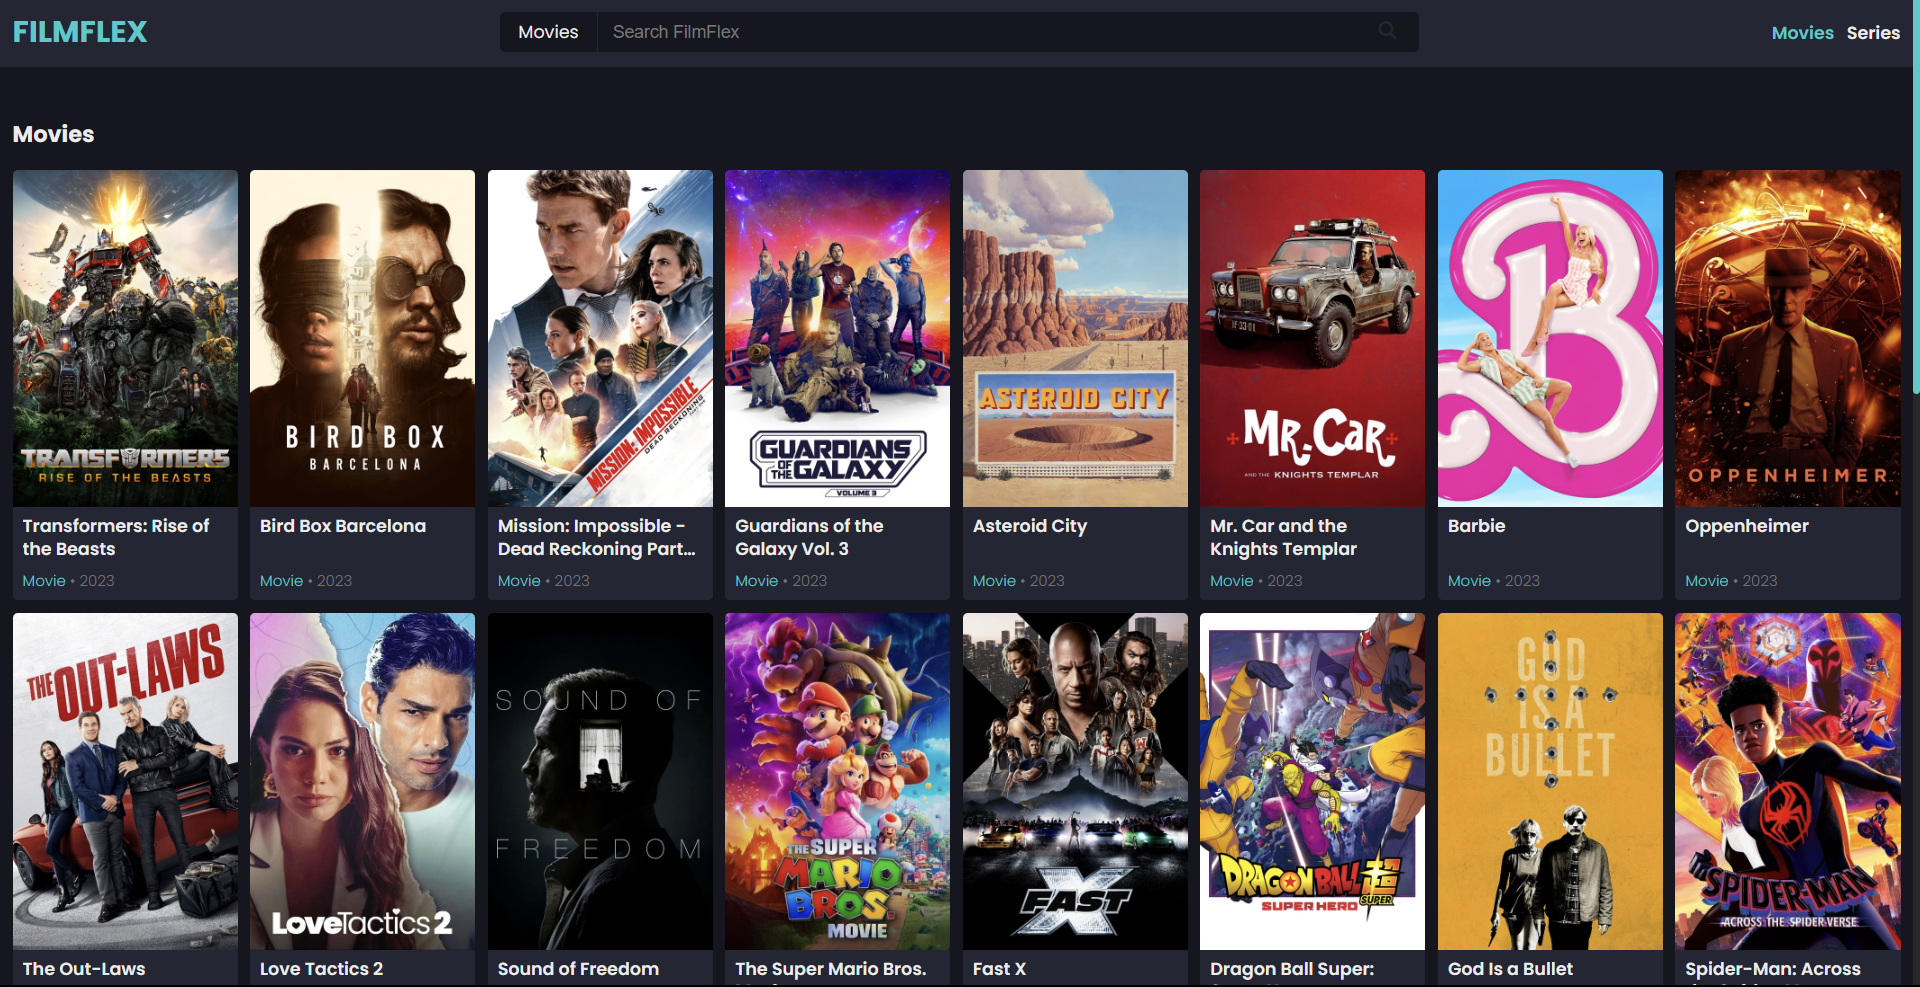 FILMFLEX
Movies
Search FilmFlex
Movies
Series
Movies
TRANSFORMERS
RISE OF THE BEASTS
BIRD BOX
BARCELONA
MISSION: IMPOSSIBLE
DEAD RECKONING
GUARDIANS
OF THE
GALAXY
VOLUME 3
ASTEROID CITY
MR. CAR
AND THE KNIGHTS TEMPLAR
B
OPPENHEIMER
Transformers: Rise of
the Beasts
Movie • 2023
Bird Box Barcelona
Movie • 2023
Mission: Impossible -
Dead Reckoning Part...
Movie • 2023
Guardians of the
Galaxy Vol. 3
Movie • 2023
Asteroid City
Movie • 2023
Mr. Car and the
Knights Templar
Movie • 2023
Barbie
Movie • 2023
Oppenheimer
Movie • 2023
THE OUT-LAWS
LoveTactics 2
SOUND OF
FREEDOM
THE SUPER
MARIO
BROS.
MOVIE
X
FAST
DRAGONBALL 超
SUPER
SUPER HERO
GOD
IS A
BULLET
SPIDER-MAN
ACROSS THE SPIDER-VERSE
The Out-Laws
Love Tactics 2
Sound of Freedom
The Super Mario Bros.
Fast X
Dragon Ball Super:
God Is a Bullet
Spider-Man: Across